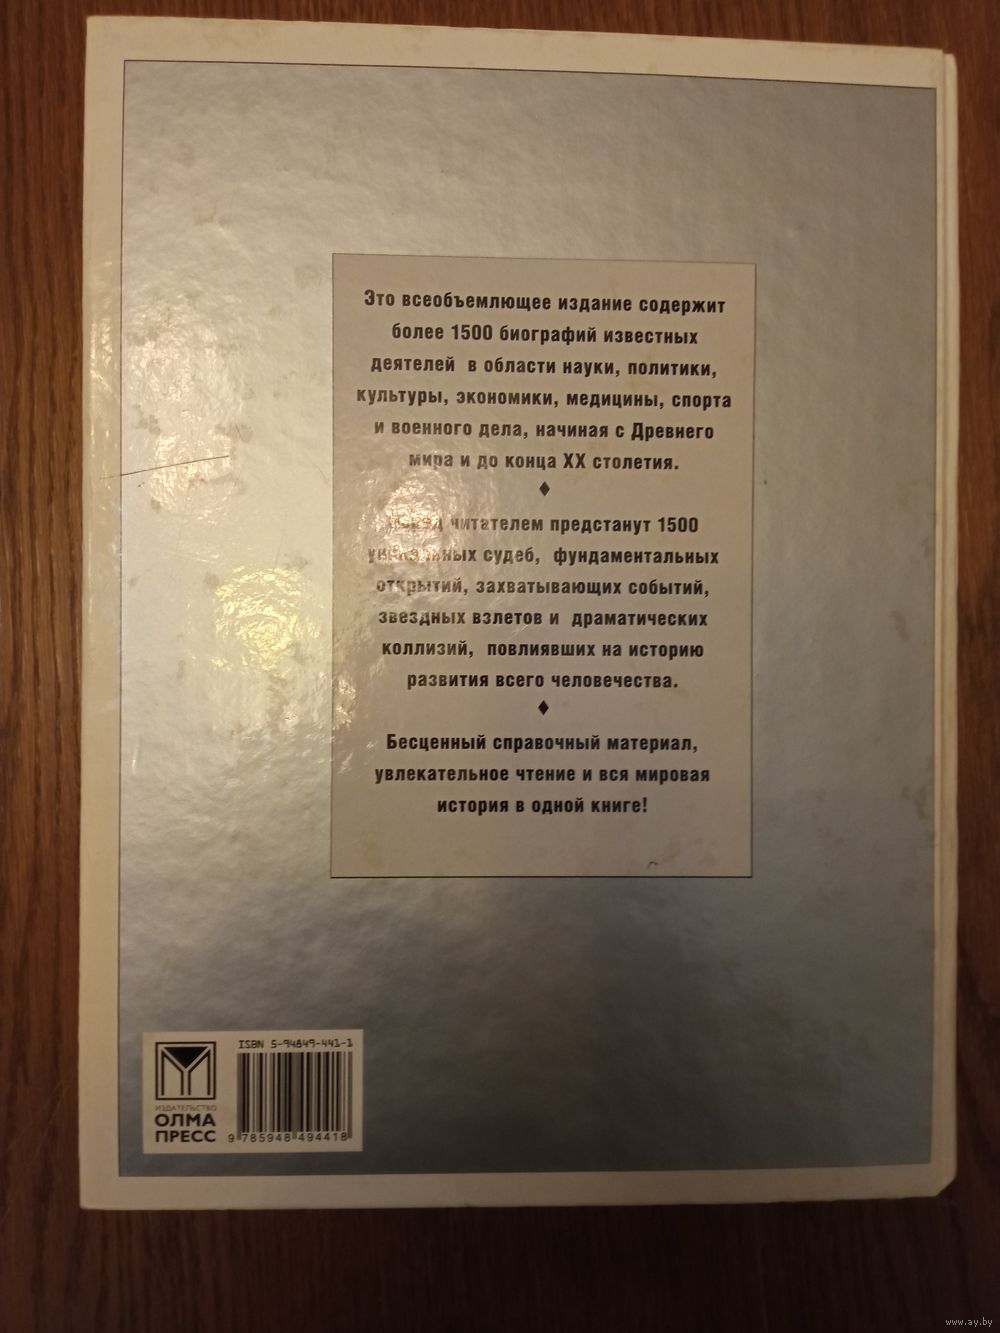 Это всеобъемлющее издание содержит
более 1500 биографий известных
деятелей в области науки, политики,
культуры, экономики, медицины, спорта
и военного дела, начиная с Древнего
мира и до конца XX столетия.
♦
читателем предстанут 1500
уникальных судеб, фундаментальных
открытий, захватывающих событий,
звездных взлетов и драматических
коллизий, повлиявших на историю
развития всего человечества.
♦
Бесценный справочный материал,
увлекательное чтение и вся мировая
история в одной книге!
ISBN 5-94849-441-1
ИЗДАТЕЛЬСТВО
ОЛМА
ПРЕСС
9 785948 494418
www.ay.by